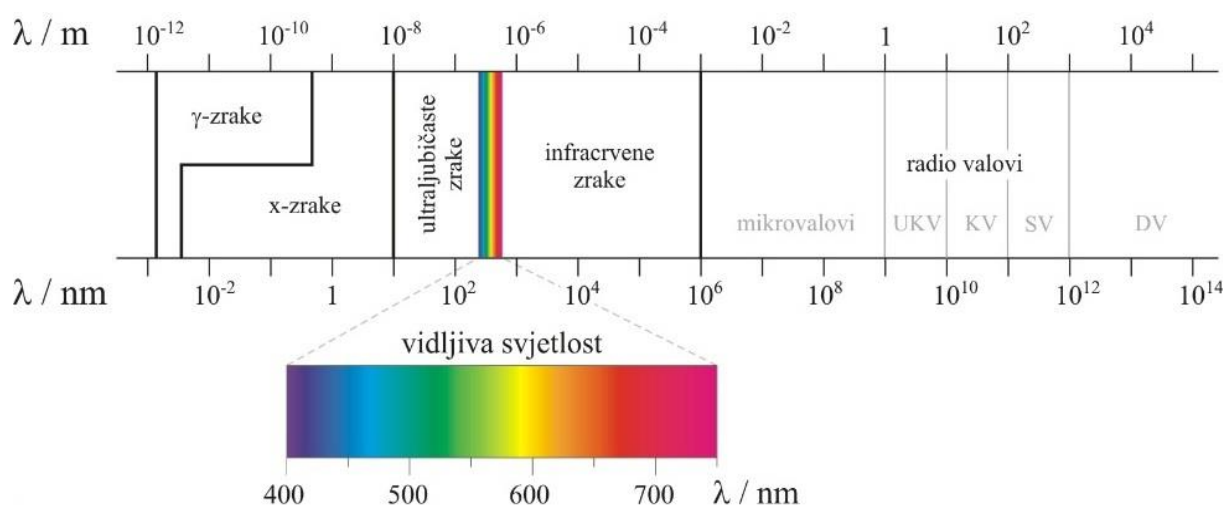 λ / m 10⁻¹² 10⁻¹⁰ 10⁻⁸ 10⁻⁶ 10⁻⁴ 10⁻² 1 10² 10⁴
γ-zrake
x-zrake
ultraljubičaste
zrake
infracrvene
zrake
radio valovi
mikrovalovi UKV KV SV DV
λ / nm 10⁻² 1 10² 10⁴ 10⁶ 10⁸ 10¹⁰ 10¹² 10¹⁴
vidljiva svjetlost
400 500 600 700 λ / nm